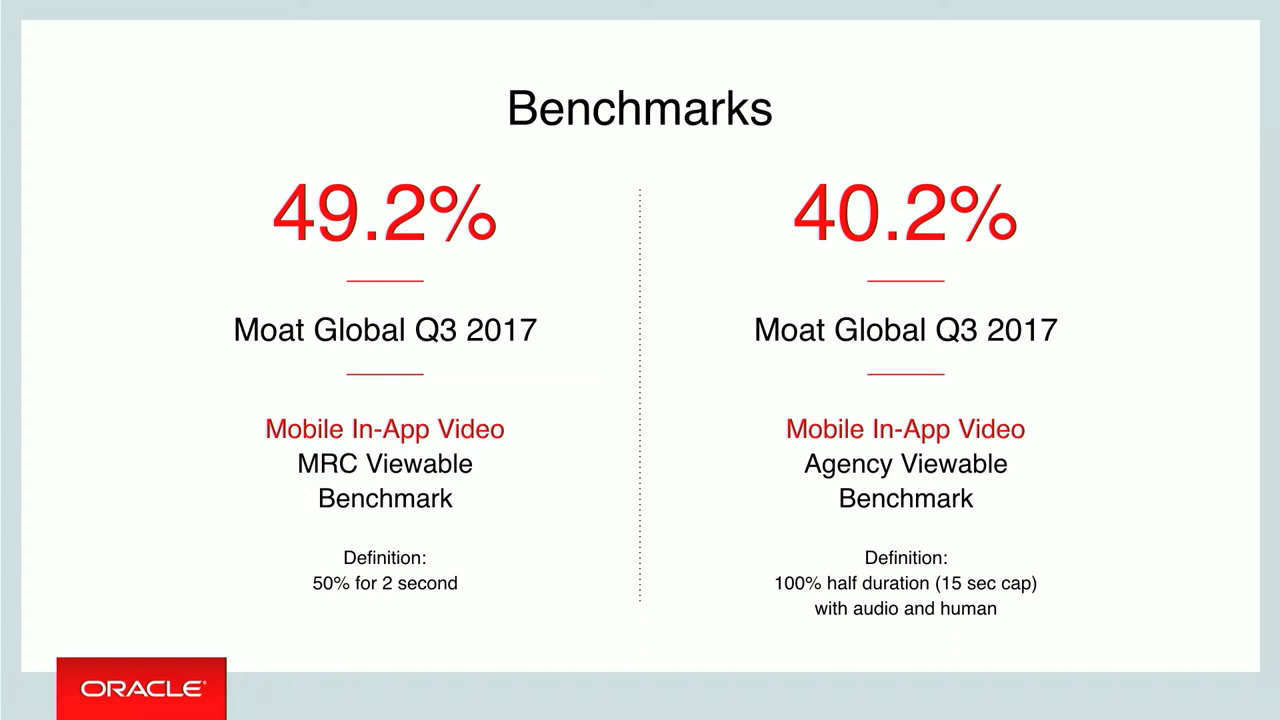 Benchmarks
49.2%
Moat Global Q3 2017
Mobile In-App Video
MRC Viewable
Benchmark
Definition:
50% for 2 second
40.2%
Moat Global Q3 2017
Mobile In-App Video
Agency Viewable
Benchmark
Definition:
100% half duration (15 sec cap)
with audio and human
ORACLE®